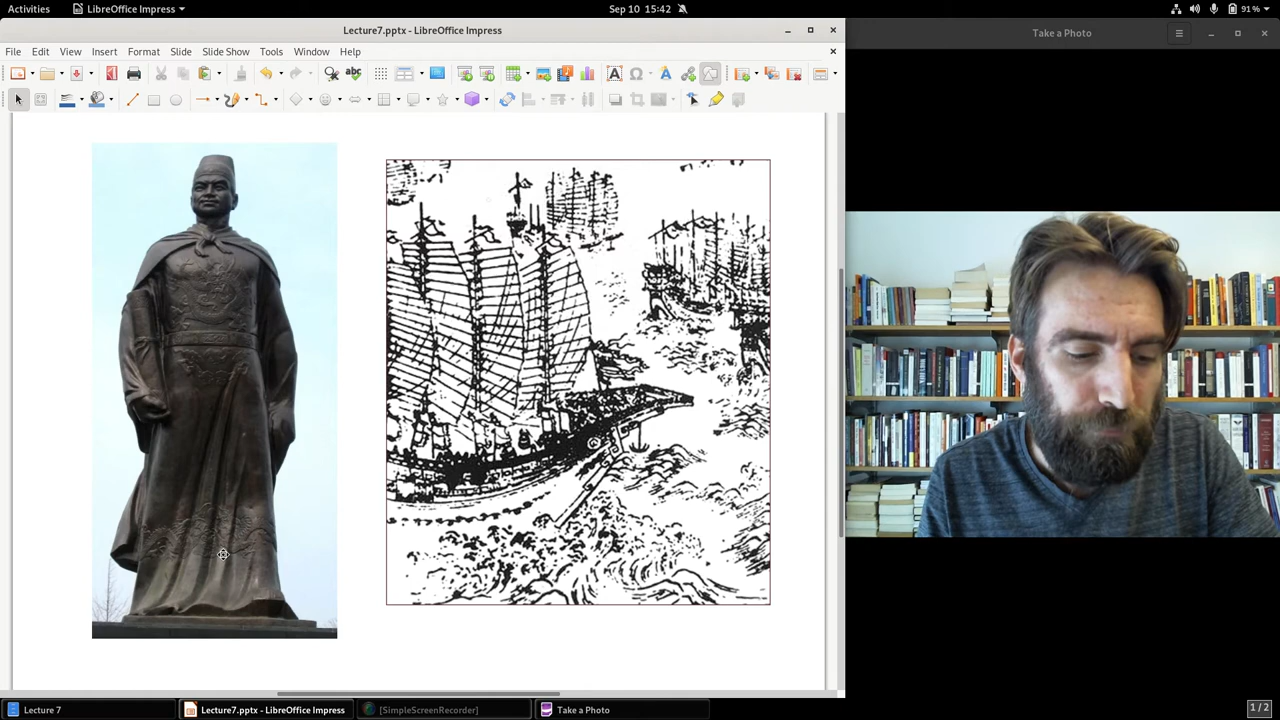 Activities
LibreOffice Impress
Sep 10 15:42
91 %
Lecture7.pptx - LibreOffice Impress
Take a Photo
File Edit View Insert Format Slide Slide Show Tools Window Help
Lecture 7
Lecture7.pptx - LibreOffice Impress
[SimpleScreenRecorder]
Take a Photo
1 / 2